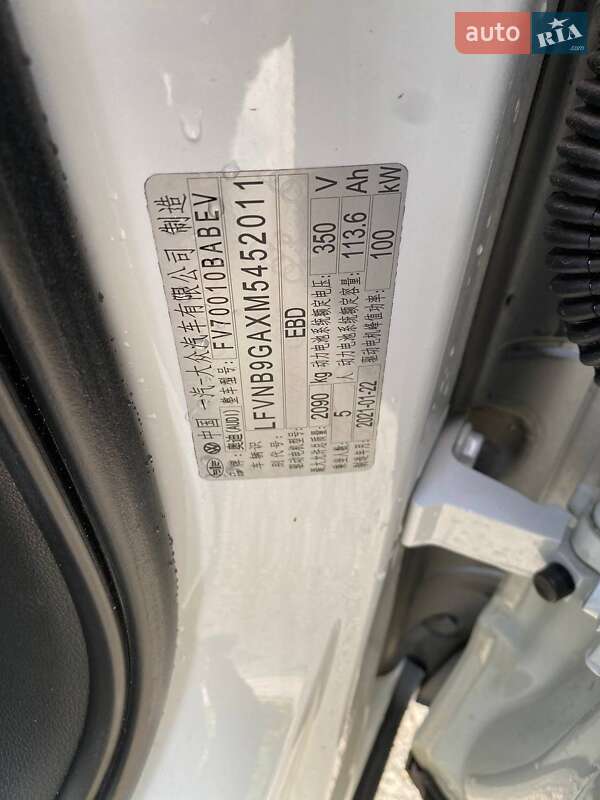 auto RIA .com
中国 一汽-大众汽车有限公司 制造
品牌: 奥迪(AUDI) 整车型号: FV70010BABEV
车辆识
别代号: LFVNB9GAXM5452011
驱动电机型号: EBD
最大允许总质量: 2090 kg 动力电池系统额定电压: 350 V
乘坐人数: 5 人 动力电池系统额定容量: 113.6 Ah
制造年月: 2021-01-22 驱动电机峰值功率: 100 kW